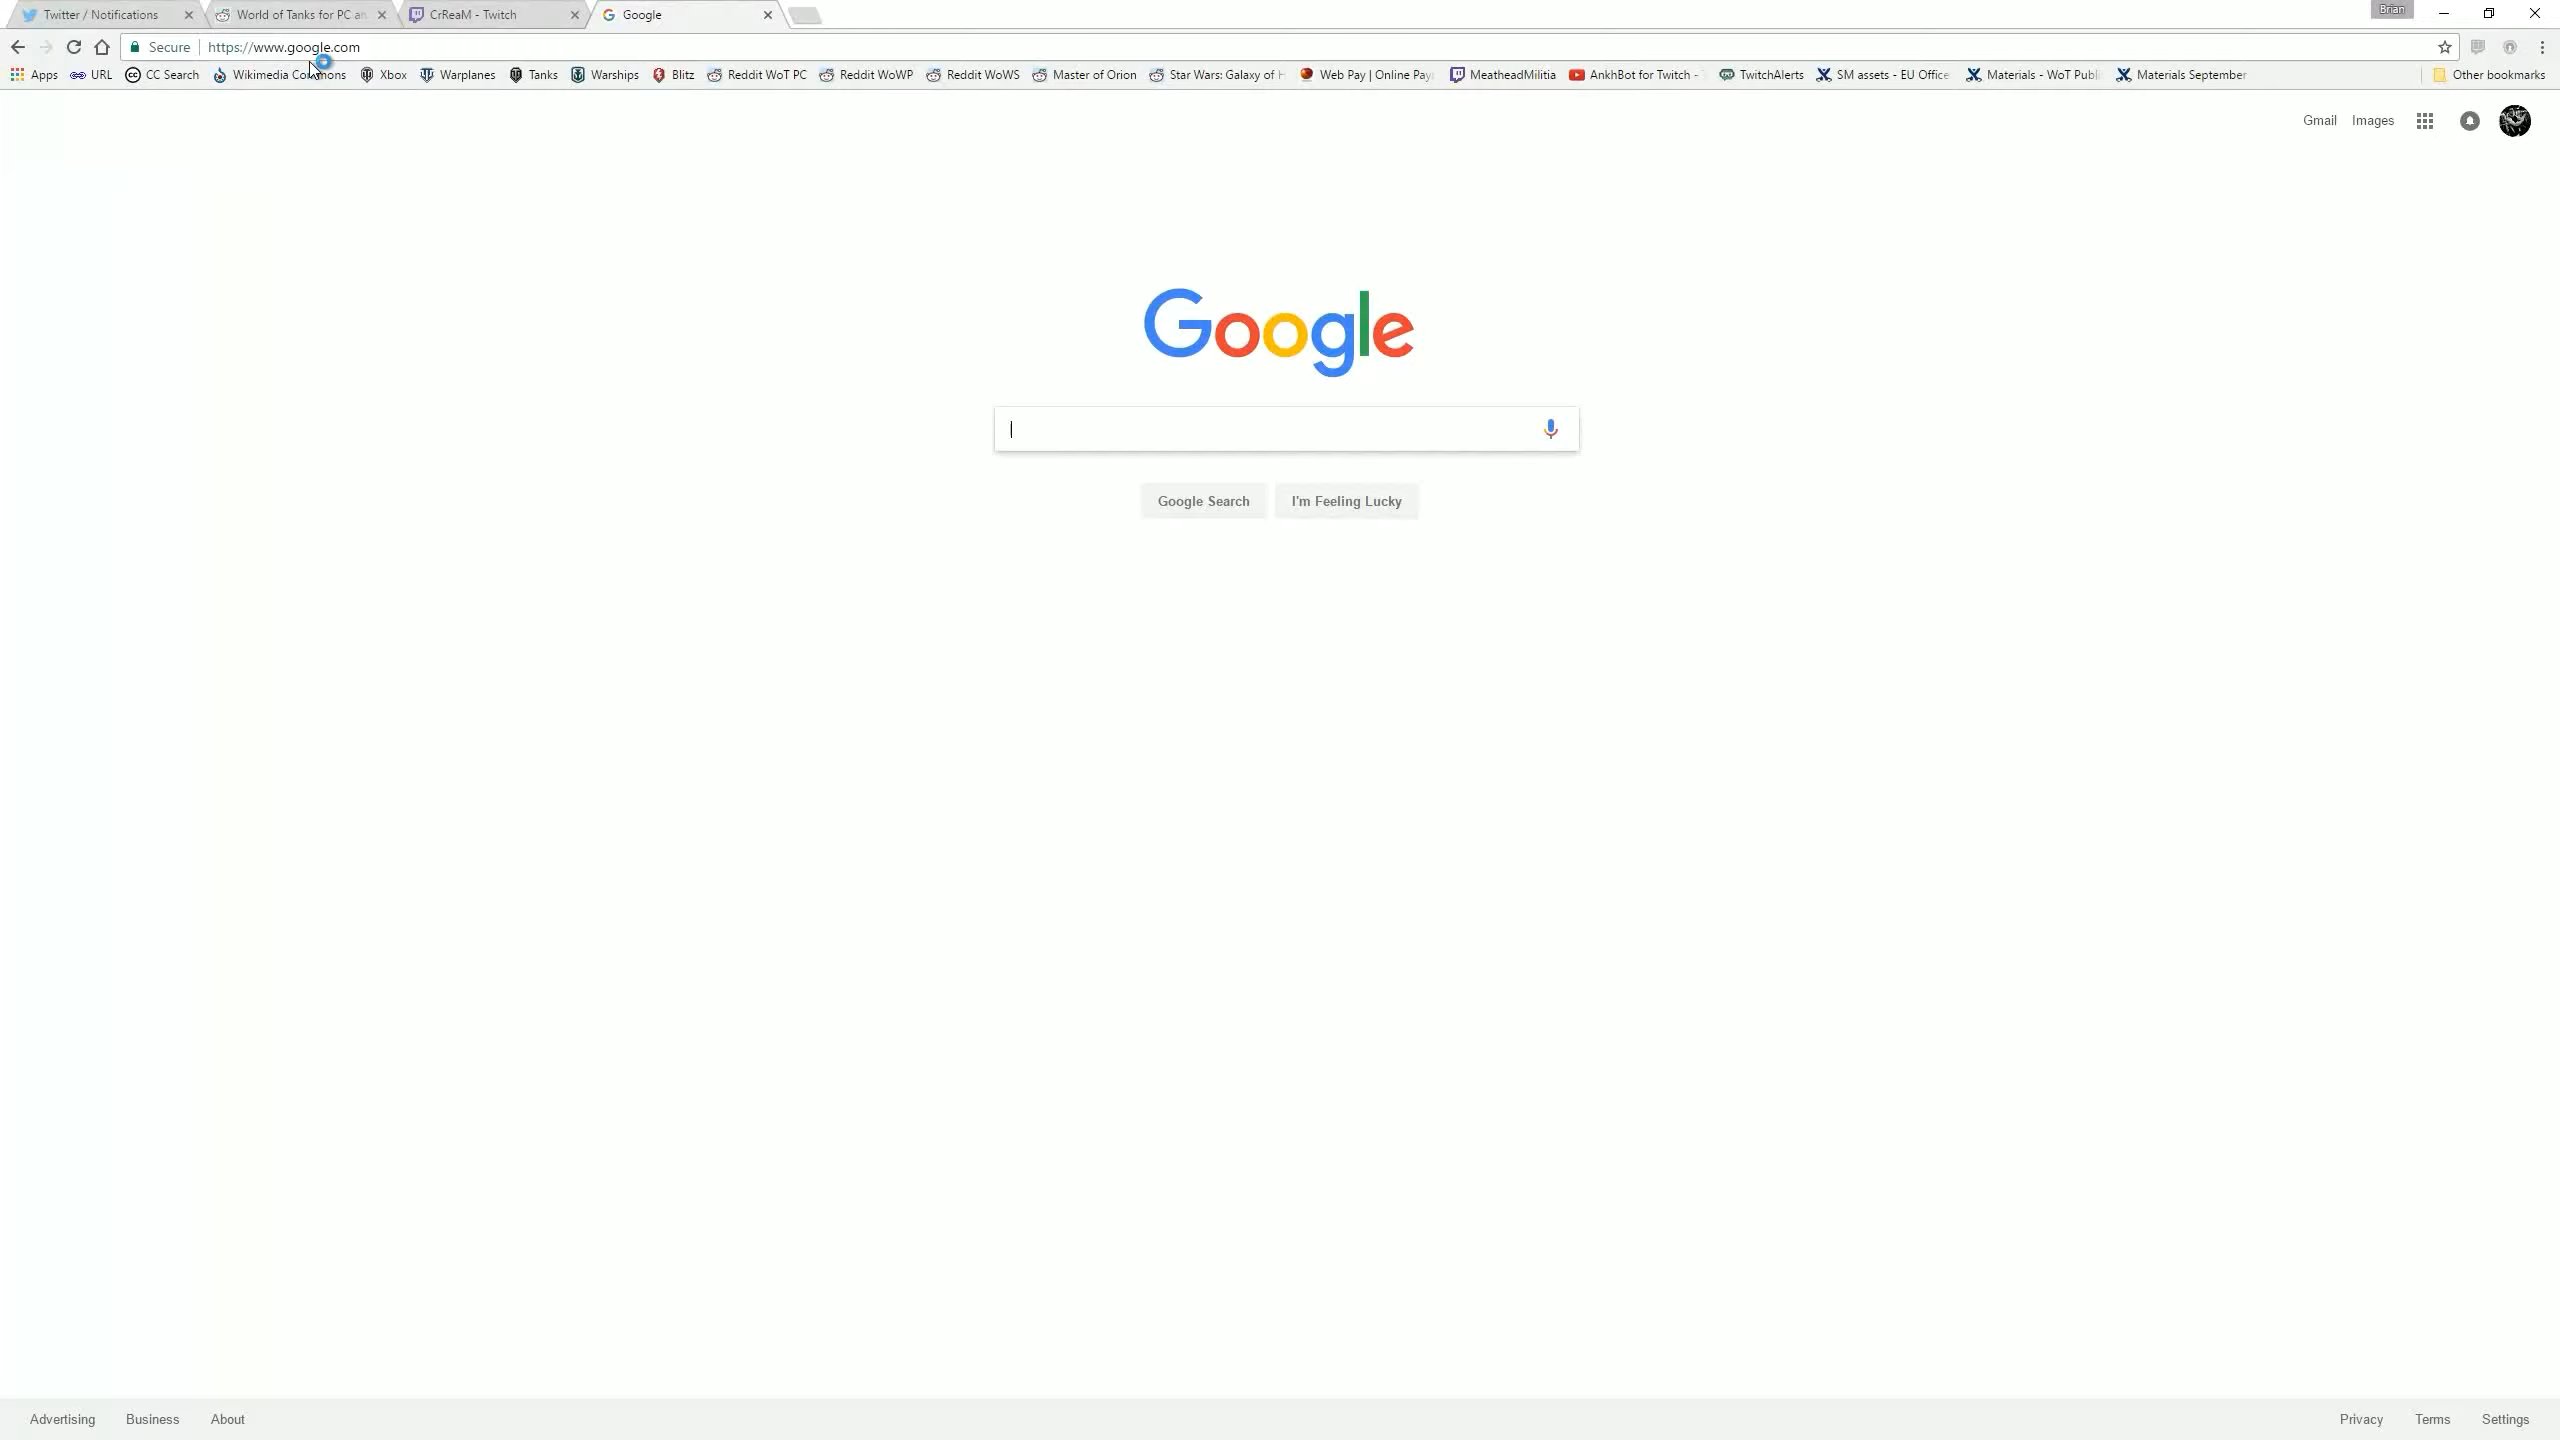 Twitter / Notifications World of Tanks for PC an CrReaM - Twitch Google Brian
Secure https://www.google.com
Apps URL CC Search Wikimedia Commons Xbox Warplanes Tanks Warships Blitz Reddit WoT PC Reddit WoWP Reddit WoWS Master of Orion Star Wars: Galaxy of H Web Pay | Online Pay MeatheadMilitia AnkhBot for Twitch - TwitchAlerts SM assets - EU Office Materials - WoT Publ Materials September Other bookmarks
Gmail Images
Google
Google Search I'm Feeling Lucky
Advertising Business About Privacy Terms Settings